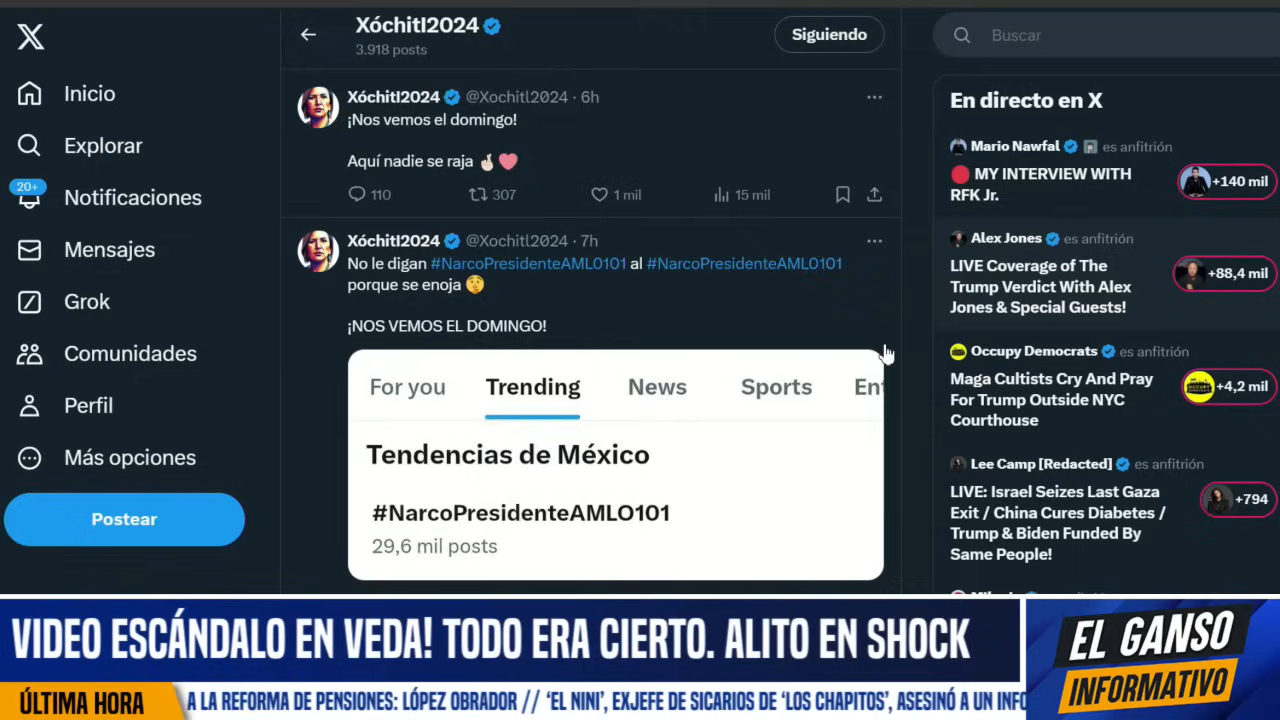 Inicio
Explorar
20+
Notificaciones
Mensajes
Grok
Comunidades
Perfil
Más opciones
Postear
Xóchitl2024
3.918 posts
Siguiendo
Xóchitl2024 @Xochitl2024 · 6h
¡Nos vemos el domingo!
Aquí nadie se raja 🤞🏻❤️
110 307 1 mil 15 mil
Xóchitl2024 @Xochitl2024 · 7h
No le digan #NarcoPresidenteAMLO101 al #NarcoPresidenteAMLO101
porque se enoja 🤫
¡NOS VEMOS EL DOMINGO!
For you Trending News Sports Ent
Tendencias de México
#NarcoPresidenteAMLO101
29,6 mil posts
Buscar
En directo en X
Mario Nawfal es anfitrión
🔴 MY INTERVIEW WITH
RFK Jr.
+140 mil
Alex Jones es anfitrión
LIVE Coverage of The
Trump Verdict With Alex
Jones & Special Guests!
+88,4 mil
Occupy Democrats es anfitrión
Maga Cultists Cry And Pray
For Trump Outside NYC
Courthouse
+4,2 mil
Lee Camp [Redacted] es anfitrión
LIVE: Israel Seizes Last Gaza
Exit / China Cures Diabetes /
Trump & Biden Funded By
Same People!
+794
VIDEO ESCÁNDALO EN VEDA! TODO ERA CIERTO. ALITO EN SHOCK
EL GANSO
INFORMATIVO
ÚLTIMA HORA
A LA REFORMA DE PENSIONES: LÓPEZ OBRADOR // 'EL NINI', EXJEFE DE SICARIOS DE 'LOS CHAPITOS', ASESINÓ A UN INFO